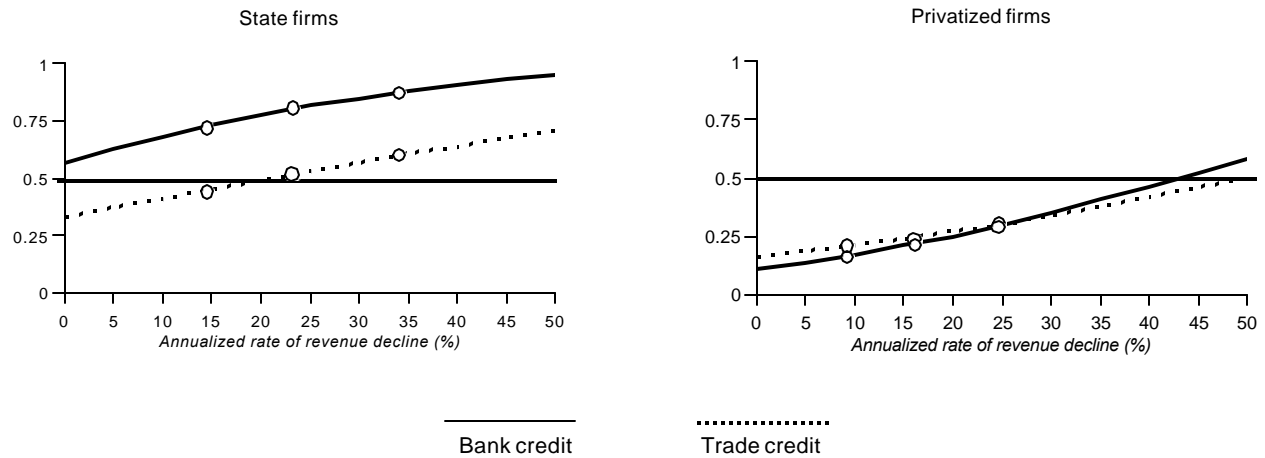 State firms
Privatized firms
1
0.75
0.5
0.25
0
0 5 10 15 20 25 30 35 40 45 50
Annualized rate of revenue decline (%)
1
0.75
0.5
0.25
0
0 5 10 15 20 25 30 35 40 45 50
Annualized rate of revenue decline (%)
Bank credit
Trade credit